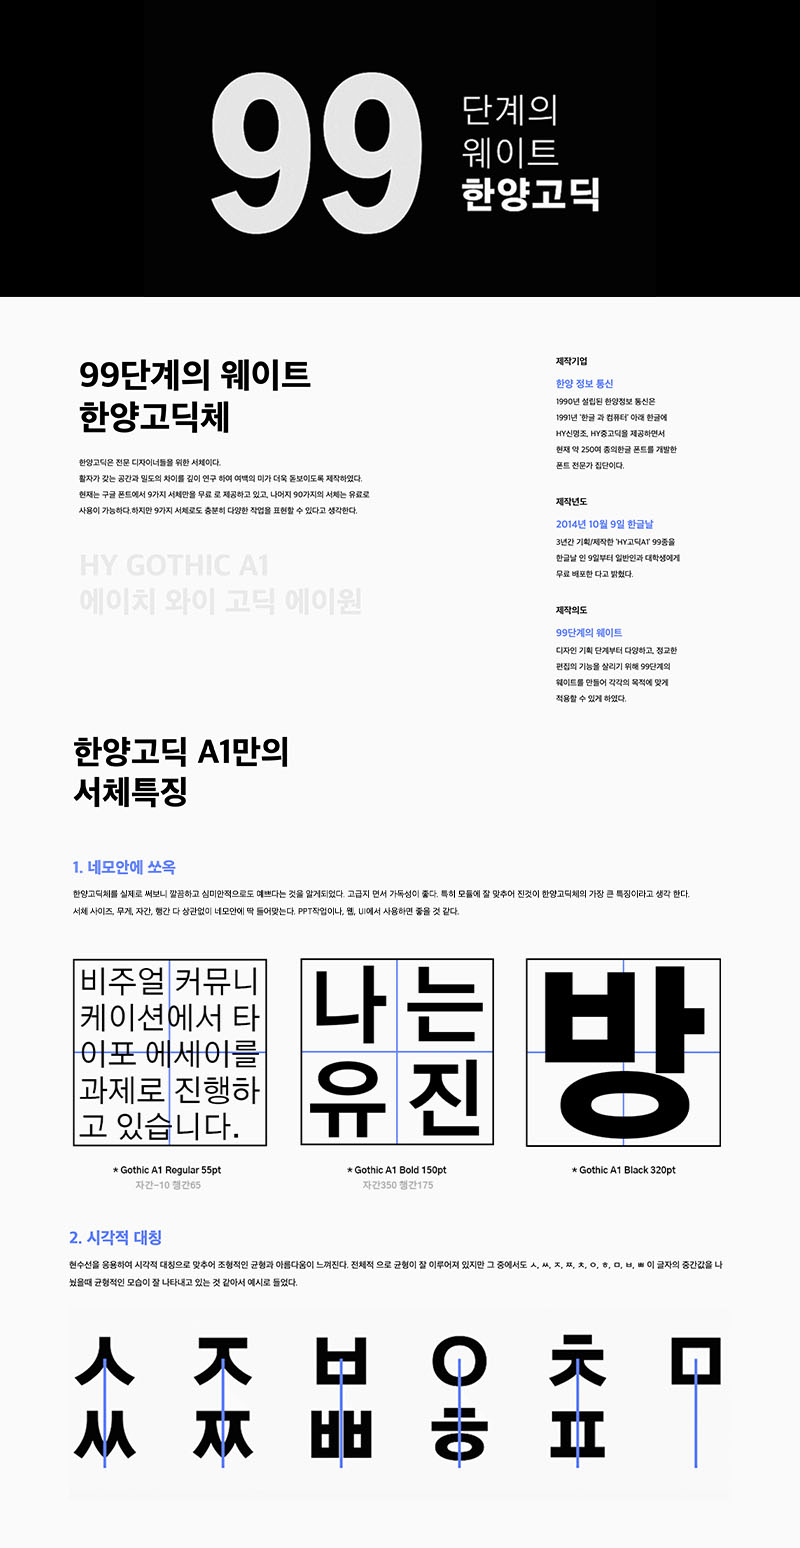 99
단계의
웨이트
한양고딕
99단계의 웨이트
한양고딕체
한양고딕은 전문 디자이너들을 위한 서체이다.
활자가 갖는 공간과 밀도의 차이를 깊이 연구 하여 여백의 미가 더욱 돋보이도록 제작하였다.
현재는 구글 폰트에서 9가지 서체만을 무료 로 제공하고 있고, 나머지 90가지의 서체는 유료로
사용이 가능하다.하지만 9가지 서체로도 충분히 다양한 작업을 표현할 수 있다고 생각한다.
HY GOTHIC A1
에이치 와이 고딕 에이원
제작기업
한양 정보 통신
1990년 설립된 한양정보 통신은
1991년 '한글 과 컴퓨터' 아래 한글에
HY신명조, HY중고딕을 제공하면서
현재 약 250여 종의한글 폰트를 개발한
폰트 전문가 집단이다.
제작년도
2014년 10월 9일 한글날
3년간 기획/제작한 'HY고딕A1' 99종을
한글날 인 9일부터 일반인과 대학생에게
무료 배포한 다고 밝혔다.
제작의도
99단계의 웨이트
디자인 기획 단계부터 다양하고, 정교한
편집의 기능을 살리기 위해 99단계의
웨이트를 만들어 각각의 목적에 맞게
적용할 수 있게 하였다.
한양고딕 A1만의
서체특징
1. 네모안에 쏘옥
한양고딕체를 실제로 써보니 깔끔하고 심미안적으로도 예쁘다는 것을 알게되었다. 고급지 면서 가독성이 좋다. 특히 모듈에 잘 맞추어 진것이 한양고딕체의 가장 큰 특징이라고 생각 한다.
서체 사이즈, 무게, 자간, 행간 다 상관없이 네모안에 딱 들어맞는다. PPT작업이나, 웹, UI에서 사용하면 좋을 것 같다.
비주얼 커뮤니
케이션에서 타
이포 에세이를
과제로 진행하
고 있습니다.
* Gothic A1 Regular 55pt
자간-10 행간65
나는
유진
* Gothic A1 Bold 150pt
자간350 행간175
방
* Gothic A1 Black 320pt
2. 시각적 대칭
현수선을 응용하여 시각적 대칭으로 맞추어 조형적인 균형과 아름다움이 느껴진다. 전체적 으로 균형이 잘 이루어져 있지만 그 중에서도 ㅅ, ㅆ, ㅈ, ㅉ, ㅊ, ㅇ, ㅎ, ㅁ, ㅂ, ㅃ 이 글자의 중간값을 나
눴을때 균형적인 모습이 잘 나타내고 있는 것 같아서 예시로 들었다.
ㅅ ㅈ ㅂ ㅇ ㅊ ㅁ
ㅆ ㅉ ㅃ ㅎ ㅍ